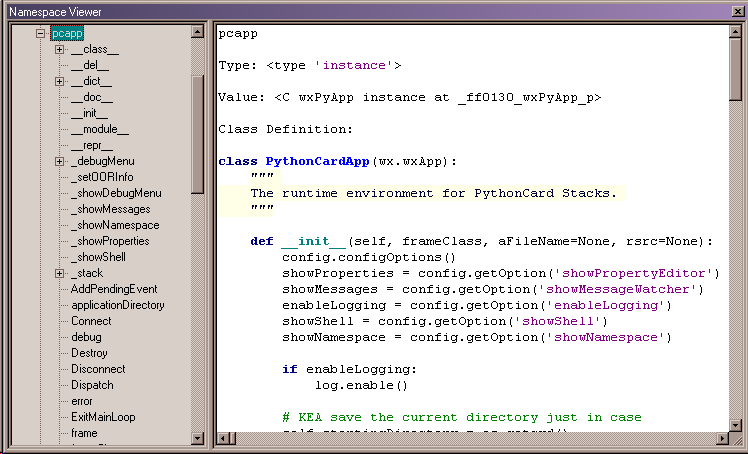 Namespace Viewer
pcapp
__class__
__del__
__dict__
__doc__
__init__
__module__
__repr__
_debugMenu
_setOORInfo
_showDebugMenu
_showMessages
_showNamespace
_showProperties
_showShell
_stack
AddPendingEvent
applicationDirectory
Connect
debug
Destroy
Disconnect
Dispatch
error
ExitMainLoop
frame
pcapp
Type: <type 'instance'>
Value: <C wxPyApp instance at _ff0130_wxPyApp_p>
Class Definition:
class PythonCardApp(wx.wxApp):
    """
    The runtime environment for PythonCard Stacks.
    """
    def __init__(self, frameClass, aFileName=None, rsrc=None):
        config.configOptions()
        showProperties = config.getOption('showPropertyEditor')
        showMessages = config.getOption('showMessageWatcher')
        enableLogging = config.getOption('enableLogging')
        showShell = config.getOption('showShell')
        showNamespace = config.getOption('showNamespace')
        if enableLogging:
            log.enable()
        # KEA save the current directory just in case